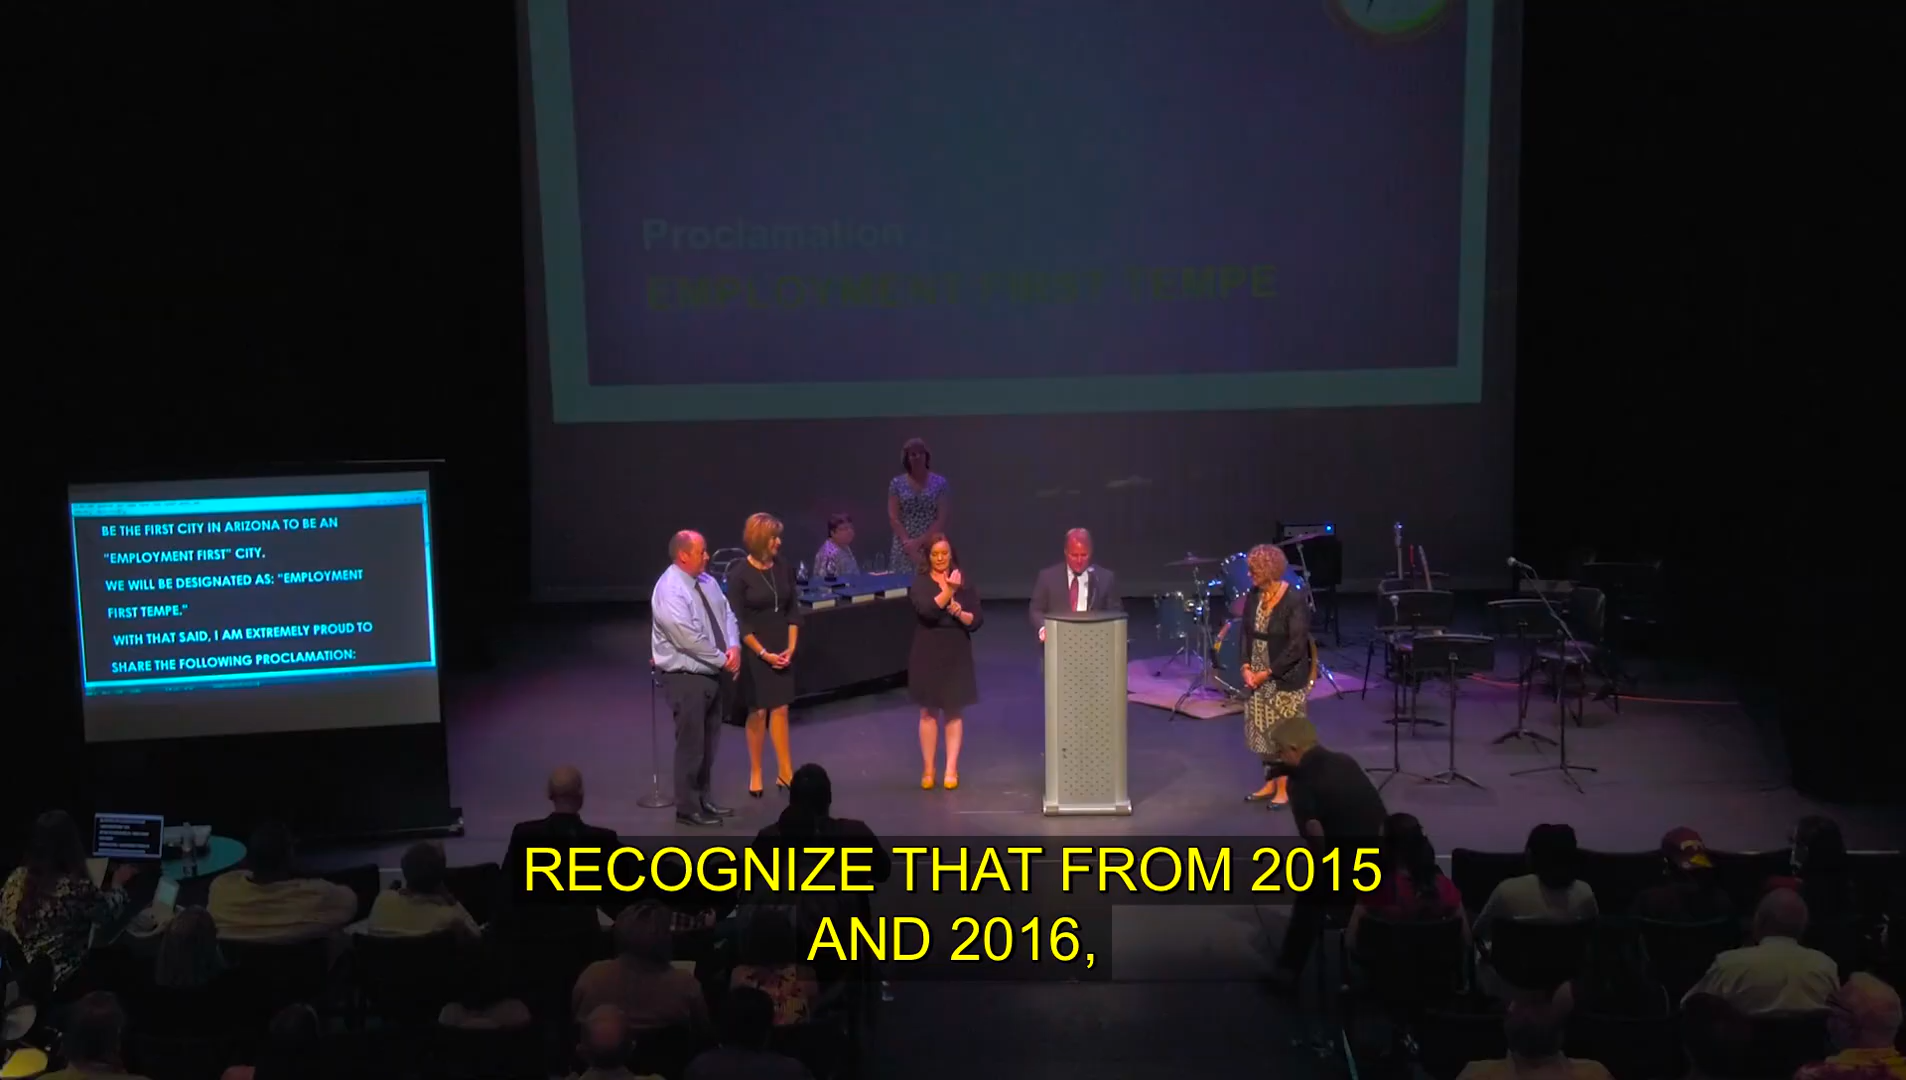 Proclamation
EMPLOYMENT FIRST TEMPE
BE THE FIRST CITY IN ARIZONA TO BE AN
"EMPLOYMENT FIRST" CITY.
WE WILL BE DESIGNATED AS: "EMPLOYMENT
FIRST TEMPE."
WITH THAT SAID, I AM EXTREMELY PROUD TO
SHARE THE FOLLOWING PROCLAMATION:
RECOGNIZE THAT FROM 2015
AND 2016,